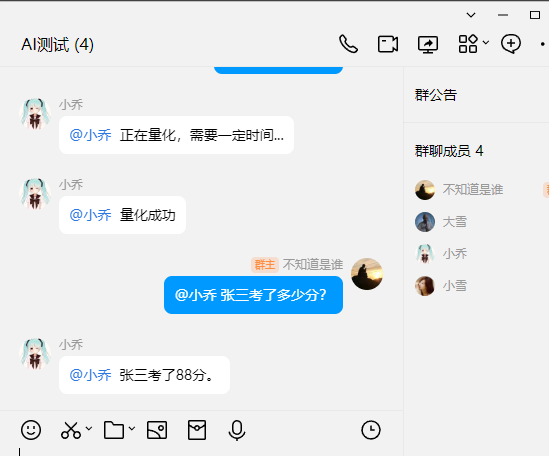 AI测试 (4)
小乔
@小乔 正在量化，需要一定时间...
小乔
@小乔 量化成功
群主 不知道是谁
@小乔 张三考了多少分?
小乔
@小乔 张三考了88分。
群公告
群聊成员 4
不知道是谁
大雪
小乔
小雪